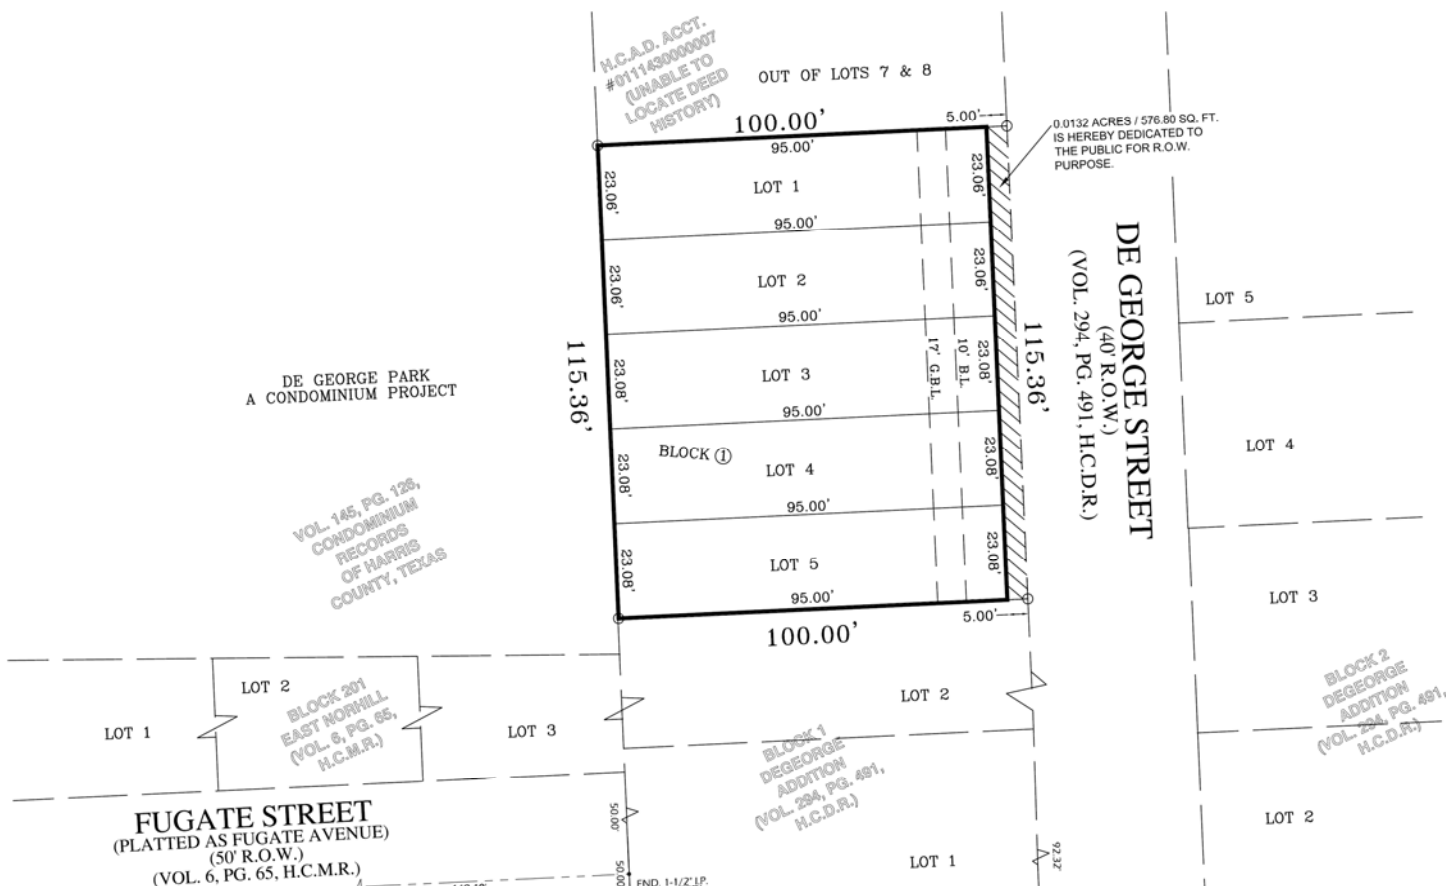 H.C.A.D. ACCT.
#0111430000007
(UNABLE TO
LOCATE DEED
HISTORY)
OUT OF LOTS 7 & 8
100.00'
5.00'
95.00'
0.0132 ACRES / 576.80 SQ. FT.
IS HEREBY DEDICATED TO
THE PUBLIC FOR R.O.W.
PURPOSE.
23.06'
LOT 1
23.06'
95.00'
23.06'
LOT 2
23.06'
95.00'
115.36'
23.08'
LOT 3
17' G.B.L.
10' B.L.
23.08'
115.36'
95.00'
BLOCK 1
23.08'
LOT 4
23.08'
95.00'
23.08'
LOT 5
23.08'
95.00'
5.00'
100.00'
DE GEORGE STREET
(40' R.O.W.)
(VOL. 294, PG. 491, H.C.D.R.)
LOT 5
LOT 4
LOT 3
BLOCK 2
DEGEORGE
ADDITION
(VOL. 294, PG. 491,
H.C.D.R.)
LOT 2
DE GEORGE PARK
A CONDOMINIUM PROJECT
VOL. 145, PG. 126,
CONDOMINIUM
RECORDS
OF HARRIS
COUNTY, TEXAS
LOT 1
LOT 2
BLOCK 201
EAST NORHILL
(VOL. 6, PG. 65,
H.C.M.R.)
LOT 3
LOT 2
BLOCK 1
DEGEORGE
ADDITION
(VOL. 294, PG. 491,
H.C.D.R.)
LOT 1
92.32'
50.00'
50.00'
FND. 1-1/2" I.P.
FUGATE STREET
(PLATTED AS FUGATE AVENUE)
(50' R.O.W.)
(VOL. 6, PG. 65, H.C.M.R.)